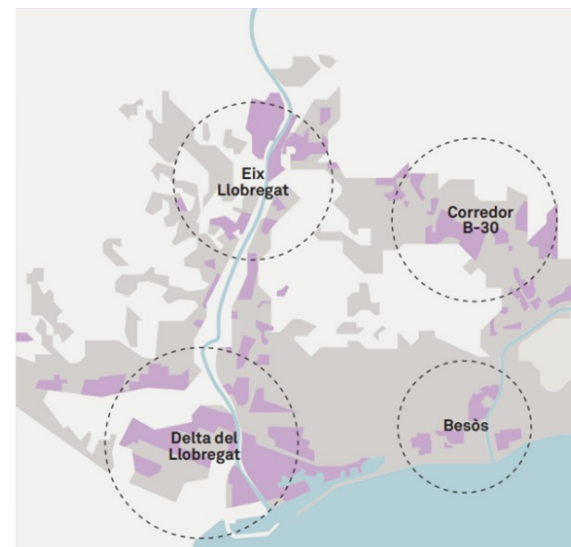 Eix
Llobregat
Corredor
B-30
Delta del
Llobregat
Besòs